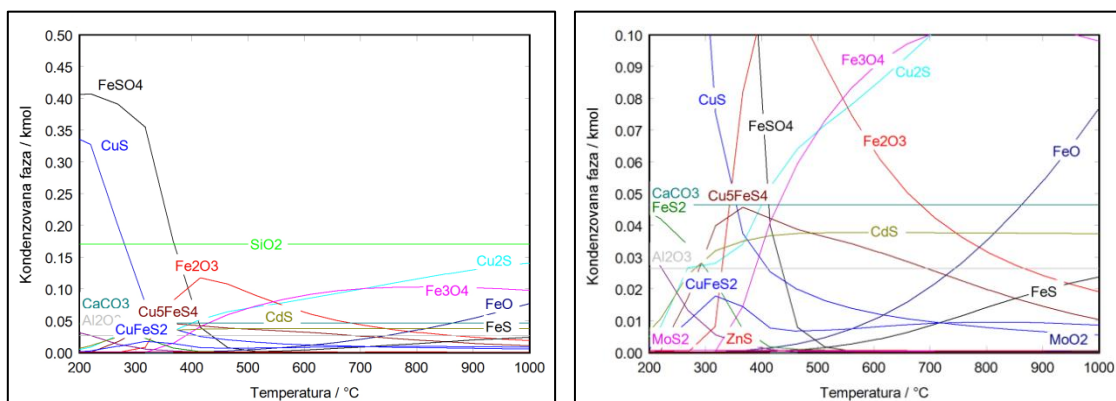 0.50
0.45
0.40
0.35
0.30
0.25
0.20
0.15
0.10
0.05
0.00
Kondenzovana faza / kmol
FeSO4
CuS
SiO2
Fe2O3
Cu2S
CaCO3
Fe3O4
Al2O3
Cu5FeS4
CdS
FeO
CuFeS2
FeS
200 300 400 500 600 700 800 900 1000
Temperatura / °C
0.10
0.09
0.08
0.07
0.06
0.05
0.04
0.03
0.02
0.01
0.00
Kondenzovana faza / kmol
Fe3O4
Cu2S
CuS
FeSO4
Fe2O3
FeO
CaCO3
Cu5FeS4
FeS2
CdS
Al2O3
CuFeS2
FeS
MoS2
ZnS
MoO2
200 300 400 500 600 700 800 900 1000
Temperatura / °C